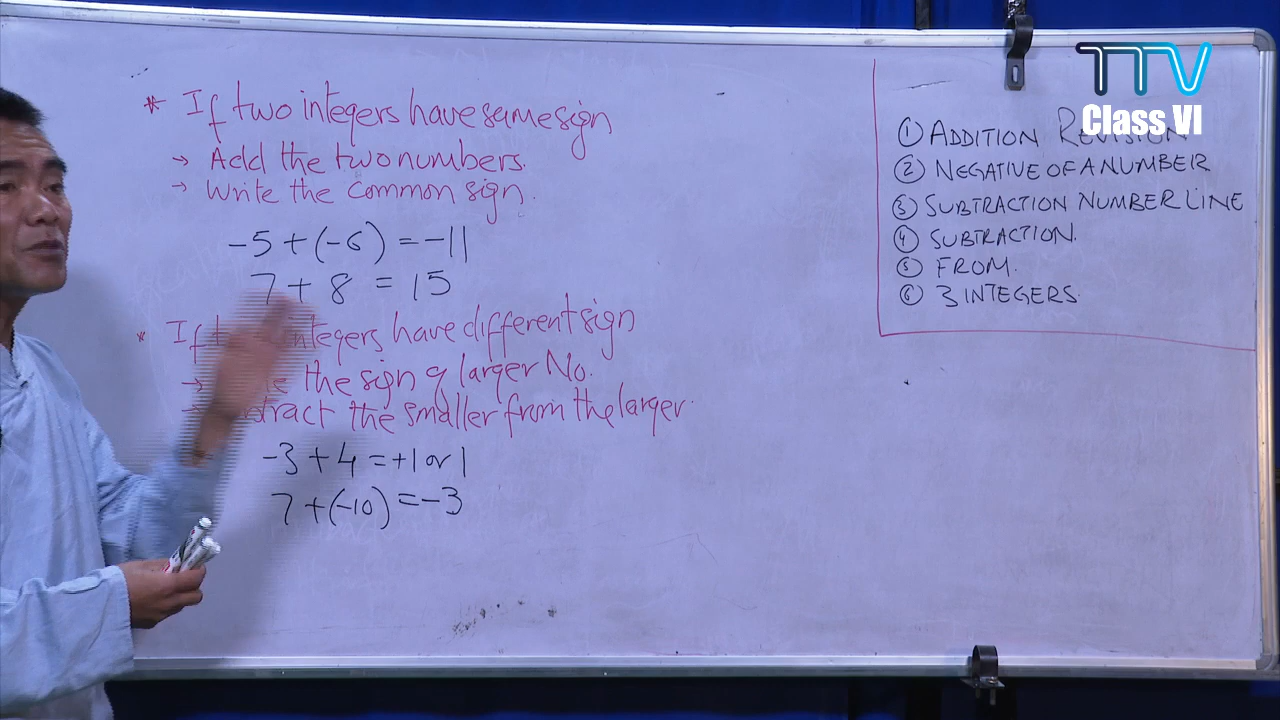 * If two integers have same sign
→ Add the two numbers.
→ Write the common sign.
-5 + (-6) = -11
7 + 8 = 15
* If integers have different sign
→ the sign of larger No.
the smaller from the larger.
-3 + 4 = +1 or 1
7 + (-10) = -3
TTV
Class VI
① ADDITION REVISION
② NEGATIVE OF A NUMBER
③ SUBTRACTION NUMBER LINE
④ SUBTRACTION.
⑤ FROM.
⑥ 3 INTEGERS.